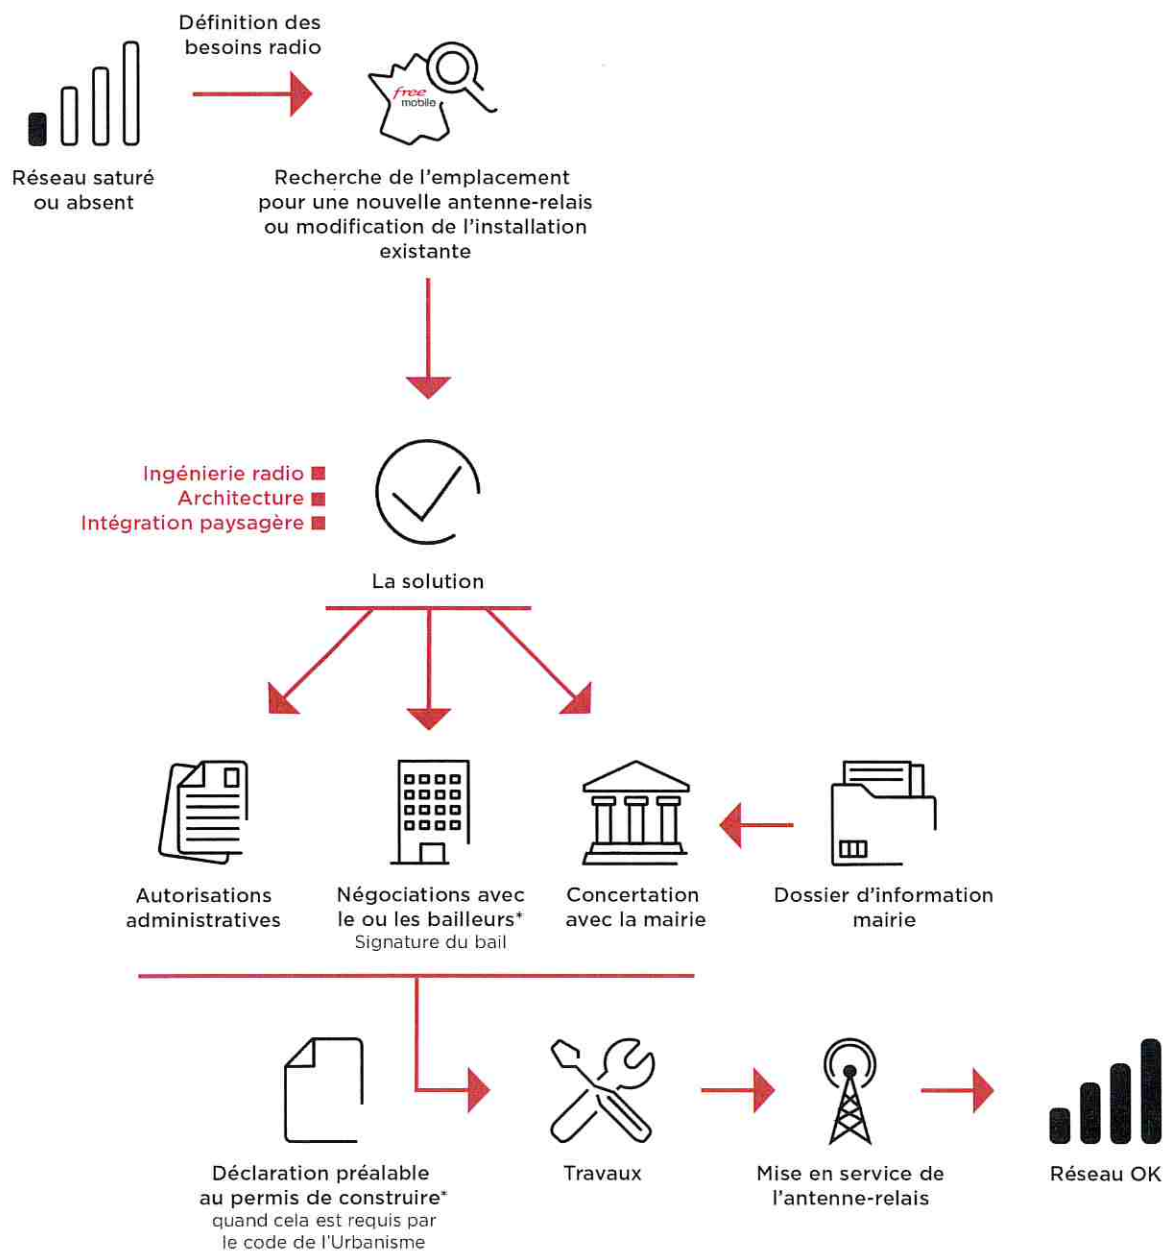 Définition des
besoins radio
free
mobile
Réseau saturé
ou absent
Recherche de l'emplacement
pour une nouvelle antenne-relais
ou modification de l'installation
existante
Ingénierie radio
Architecture
Intégration paysagère
La solution
Autorisations
administratives
Négociations avec
le ou les bailleurs*
Signature du bail
Concertation
avec la mairie
Dossier d'information
mairie
Déclaration préalable
au permis de construire*
quand cela est requis par
le code de l'Urbanisme
Travaux
Mise en service de
l'antenne-relais
Réseau OK